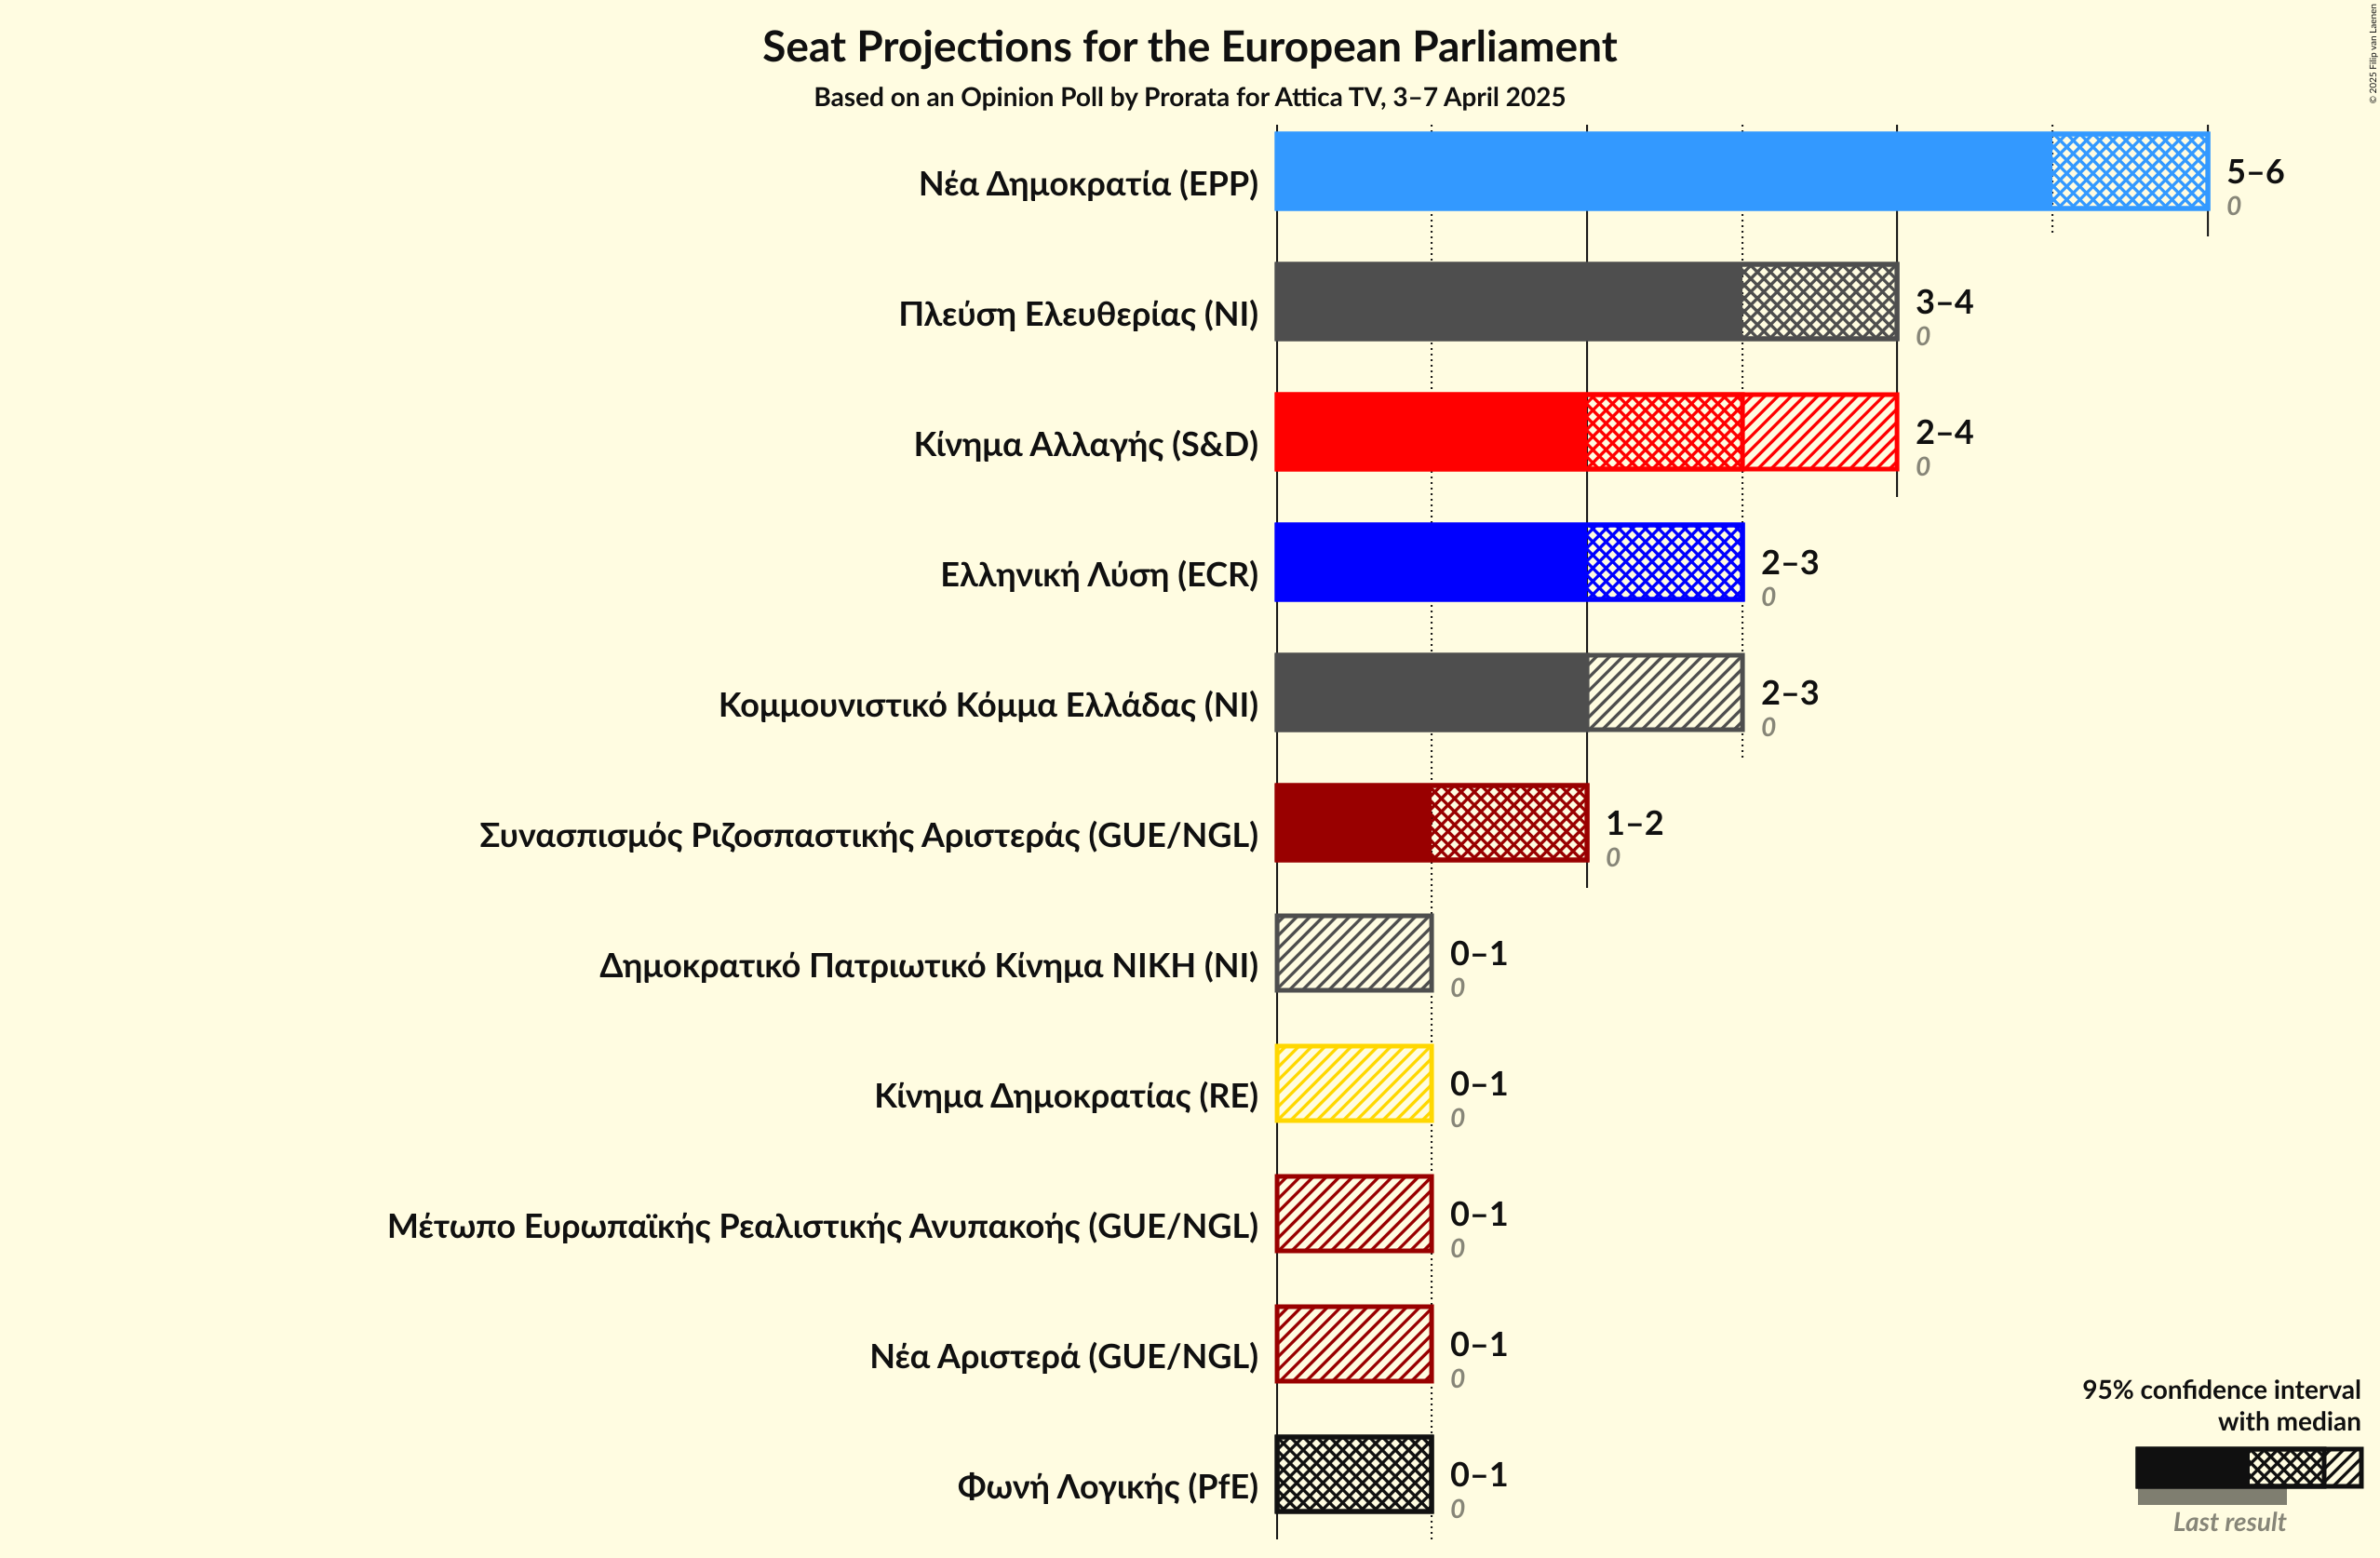 Seat Projections for the European Parliament
Based on an Opinion Poll by Prorata for Attica TV, 3–7 April 2025
© 2025 Filip van Laenen
Νέα Δημοκρατία (EPP)
5–6
0
Πλεύση Ελευθερίας (NI)
3–4
0
Κίνημα Αλλαγής (S&D)
2–4
0
Ελληνική Λύση (ECR)
2–3
0
Κομμουνιστικό Κόμμα Ελλάδας (NI)
2–3
0
Συνασπισμός Ριζοσπαστικής Αριστεράς (GUE/NGL)
1–2
0
Δημοκρατικό Πατριωτικό Κίνημα ΝΙΚΗ (NI)
0–1
0
Κίνημα Δημοκρατίας (RE)
0–1
0
Μέτωπο Ευρωπαϊκής Ρεαλιστικής Ανυπακοής (GUE/NGL)
0–1
0
Νέα Αριστερά (GUE/NGL)
0–1
0
Φωνή Λογικής (PfE)
0–1
0
95% confidence interval
with median
Last result